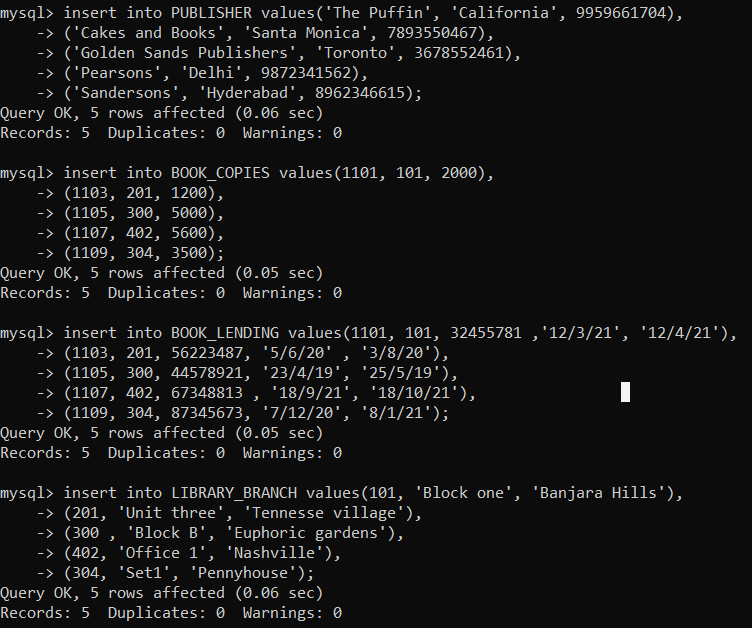 mysql> insert into PUBLISHER values('The Puffin', 'California', 9959661704),
    -> ('Cakes and Books', 'Santa Monica', 7893550467),
    -> ('Golden Sands Publishers', 'Toronto', 3678552461),
    -> ('Pearsons', 'Delhi', 9872341562),
    -> ('Sandersons', 'Hyderabad', 8962346615);
Query OK, 5 rows affected (0.06 sec)
Records: 5  Duplicates: 0  Warnings: 0

mysql> insert into BOOK_COPIES values(1101, 101, 2000),
    -> (1103, 201, 1200),
    -> (1105, 300, 5000),
    -> (1107, 402, 5600),
    -> (1109, 304, 3500);
Query OK, 5 rows affected (0.05 sec)
Records: 5  Duplicates: 0  Warnings: 0

mysql> insert into BOOK_LENDING values(1101, 101, 32455781 ,'12/3/21', '12/4/21'),
    -> (1103, 201, 56223487, '5/6/20' , '3/8/20'),
    -> (1105, 300, 44578921, '23/4/19', '25/5/19'),
    -> (1107, 402, 67348813 , '18/9/21', '18/10/21'),
    -> (1109, 304, 87345673, '7/12/20', '8/1/21');
Query OK, 5 rows affected (0.05 sec)
Records: 5  Duplicates: 0  Warnings: 0

mysql> insert into LIBRARY_BRANCH values(101, 'Block one', 'Banjara Hills'),
    -> (201, 'Unit three', 'Tennesse village'),
    -> (300 , 'Block B', 'Euphoric gardens'),
    -> (402, 'Office 1', 'Nashville'),
    -> (304, 'Set1', 'Pennyhouse');
Query OK, 5 rows affected (0.06 sec)
Records: 5  Duplicates: 0  Warnings: 0